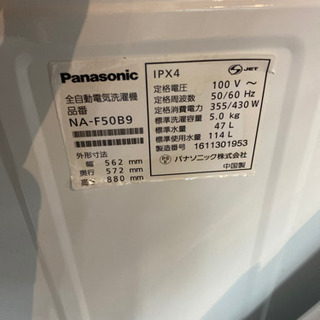 Panasonic
全自動電気洗濯機
品番
NA-F50B9
外形寸法
幅 562 mm
奥行 572 mm
高さ 880 mm
IPX4
JET
定格電圧 100 V ～
定格周波数 50/60 Hz
定格消費電力 355/430 W
標準洗濯容量 5.0 kg
標準水量 47 L
標準使用水量 114 L
製造番号 1611301953
パナソニック株式会社
中国製